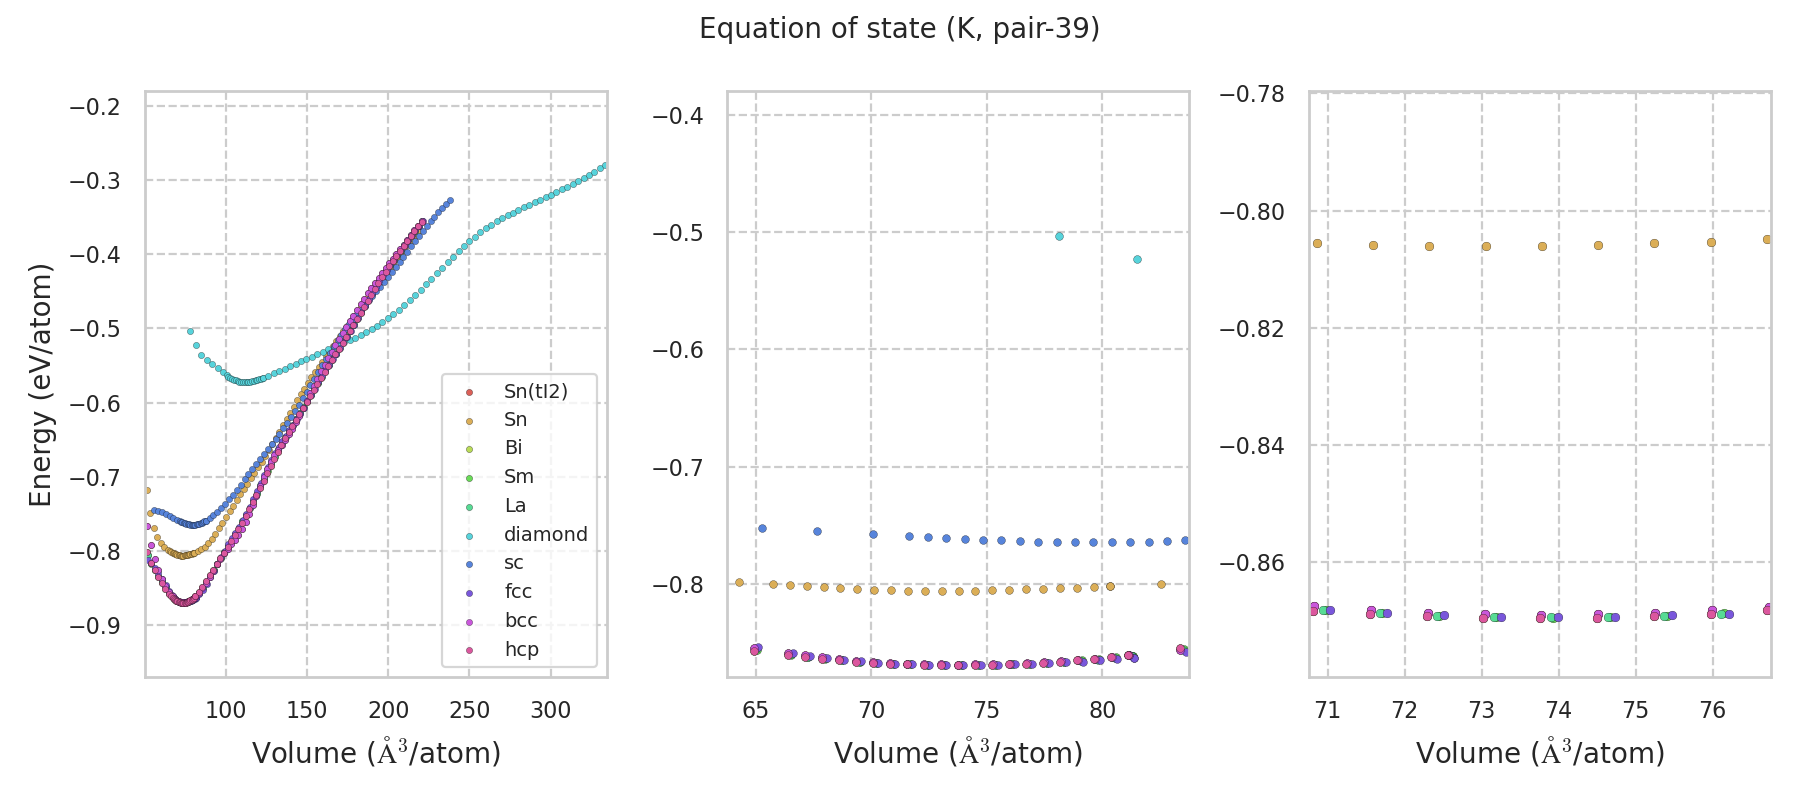 Equation of state (K, pair-39)
Energy (eV/atom)
−0.2
−0.3
−0.4
−0.5
−0.6
−0.7
−0.8
−0.9
100 150 200 250 300
Volume (Å³/atom)
Sn(tI2)
Sn
Bi
Sm
La
diamond
sc
fcc
bcc
hcp
−0.4
−0.5
−0.6
−0.7
−0.8
65 70 75 80
Volume (Å³/atom)
−0.78
−0.80
−0.82
−0.84
−0.86
71 72 73 74 75 76
Volume (Å³/atom)